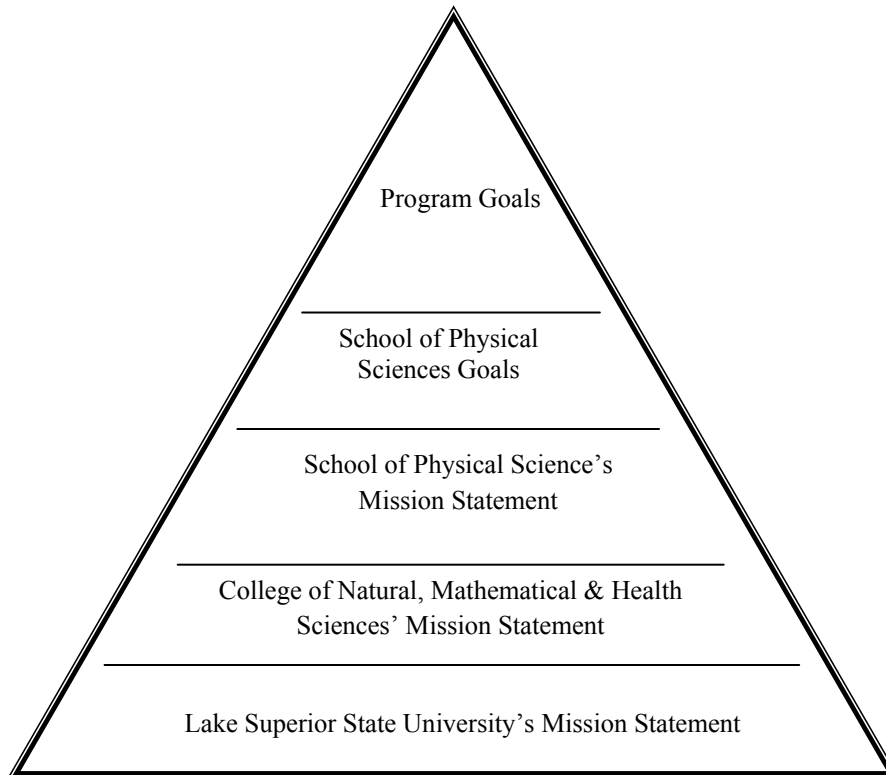 Program Goals
School of Physical
Sciences Goals
School of Physical Science’s
Mission Statement
College of Natural, Mathematical & Health
Sciences’ Mission Statement
Lake Superior State University’s Mission Statement